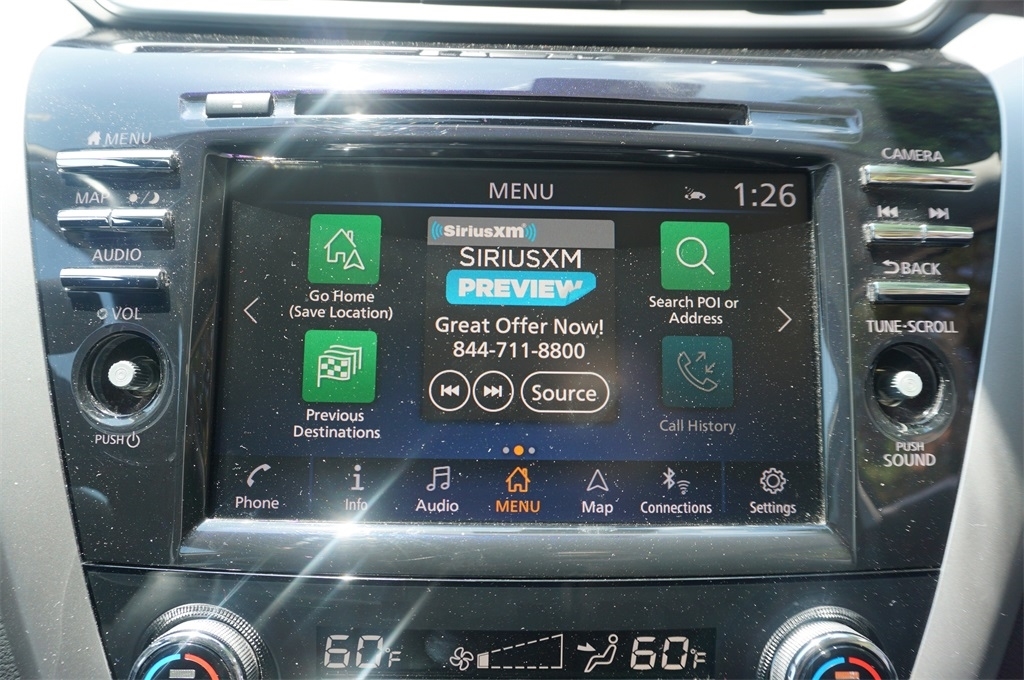 MENU
MAP
AUDIO
VOL
PUSH
MENU
1:26
Go Home
(Save Location)
Previous
Destinations
((SiriusXm))
SIRIUSXM
PREVIEW
Great Offer Now!
844-711-8800
Source
Search POI or
Address
Call History
Phone
Info
Audio
MENU
Map
Connections
Settings
CAMERA
BACK
TUNE·SCROLL
PUSH
SOUND
60°F
60°F